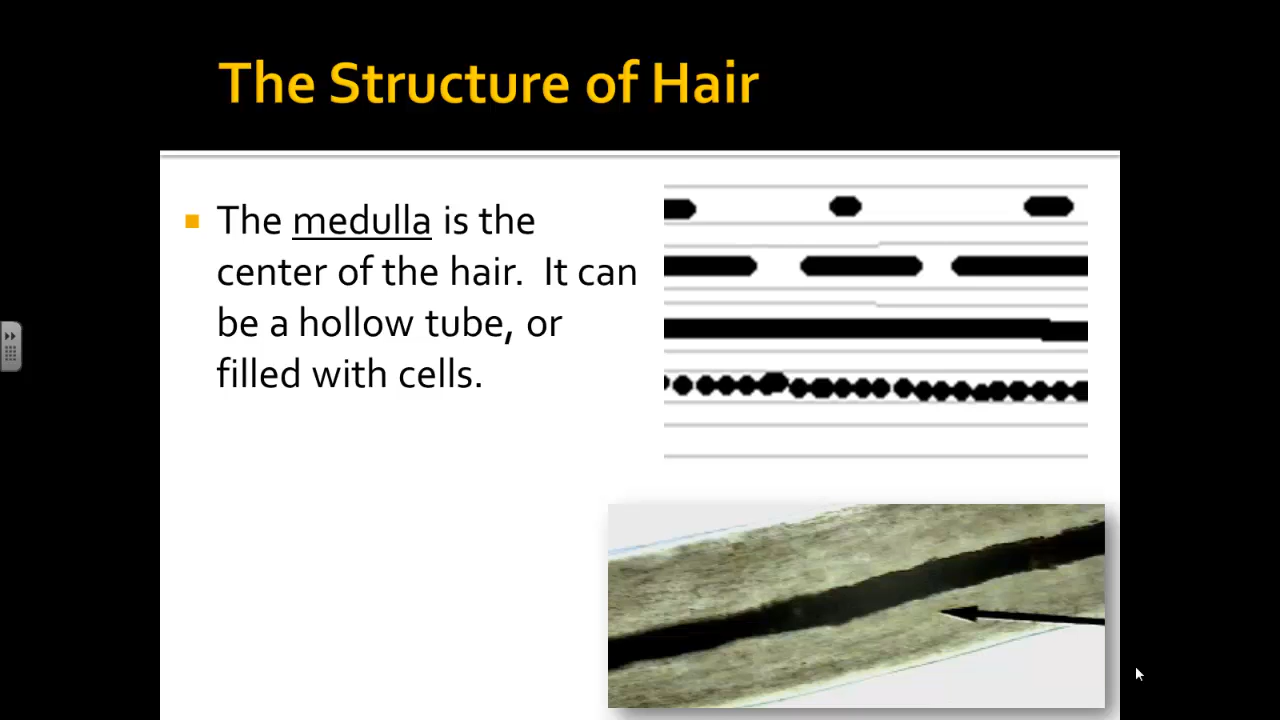 The Structure of Hair
The medulla is the
center of the hair. It can
be a hollow tube, or
filled with cells.